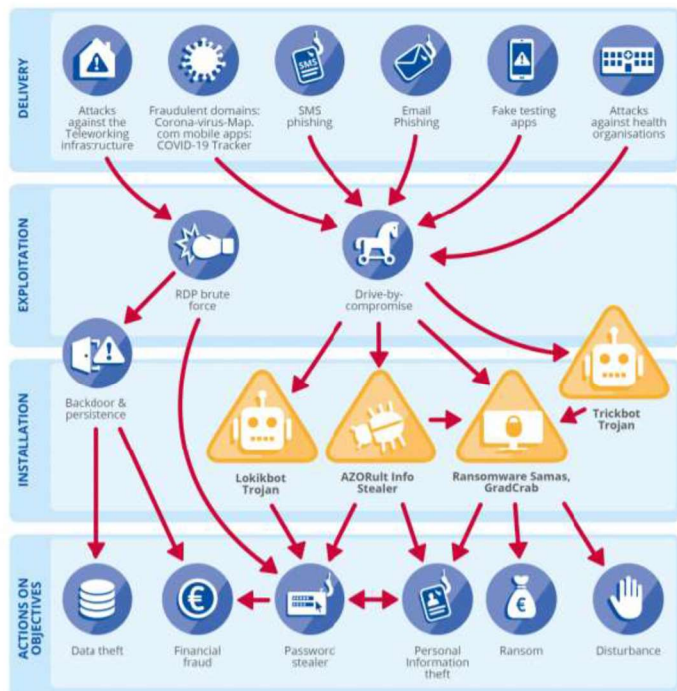 DELIVERY
SMS
Attacks
against the
Teleworking
infrastructure
Fraudulent domains:
Corona-virus-Map.
com mobile apps:
COVID-19 Tracker
SMS
phishing
Email
Phishing
Fake testing
apps
Attacks
against health
organisations
EXPLOITATION
RDP brute
force
Drive-by-
compromise
INSTALLATION
Backdoor &
persistence
Lokikbot
Trojan
AZORult Info
Stealer
Ransomware Samas,
GradCrab
Trickbot
Trojan
ACTIONS ON
OBJECTIVES
€
€
Data theft
Financial
fraud
Password
stealer
Personal
Information
theft
Ransom
Disturbance